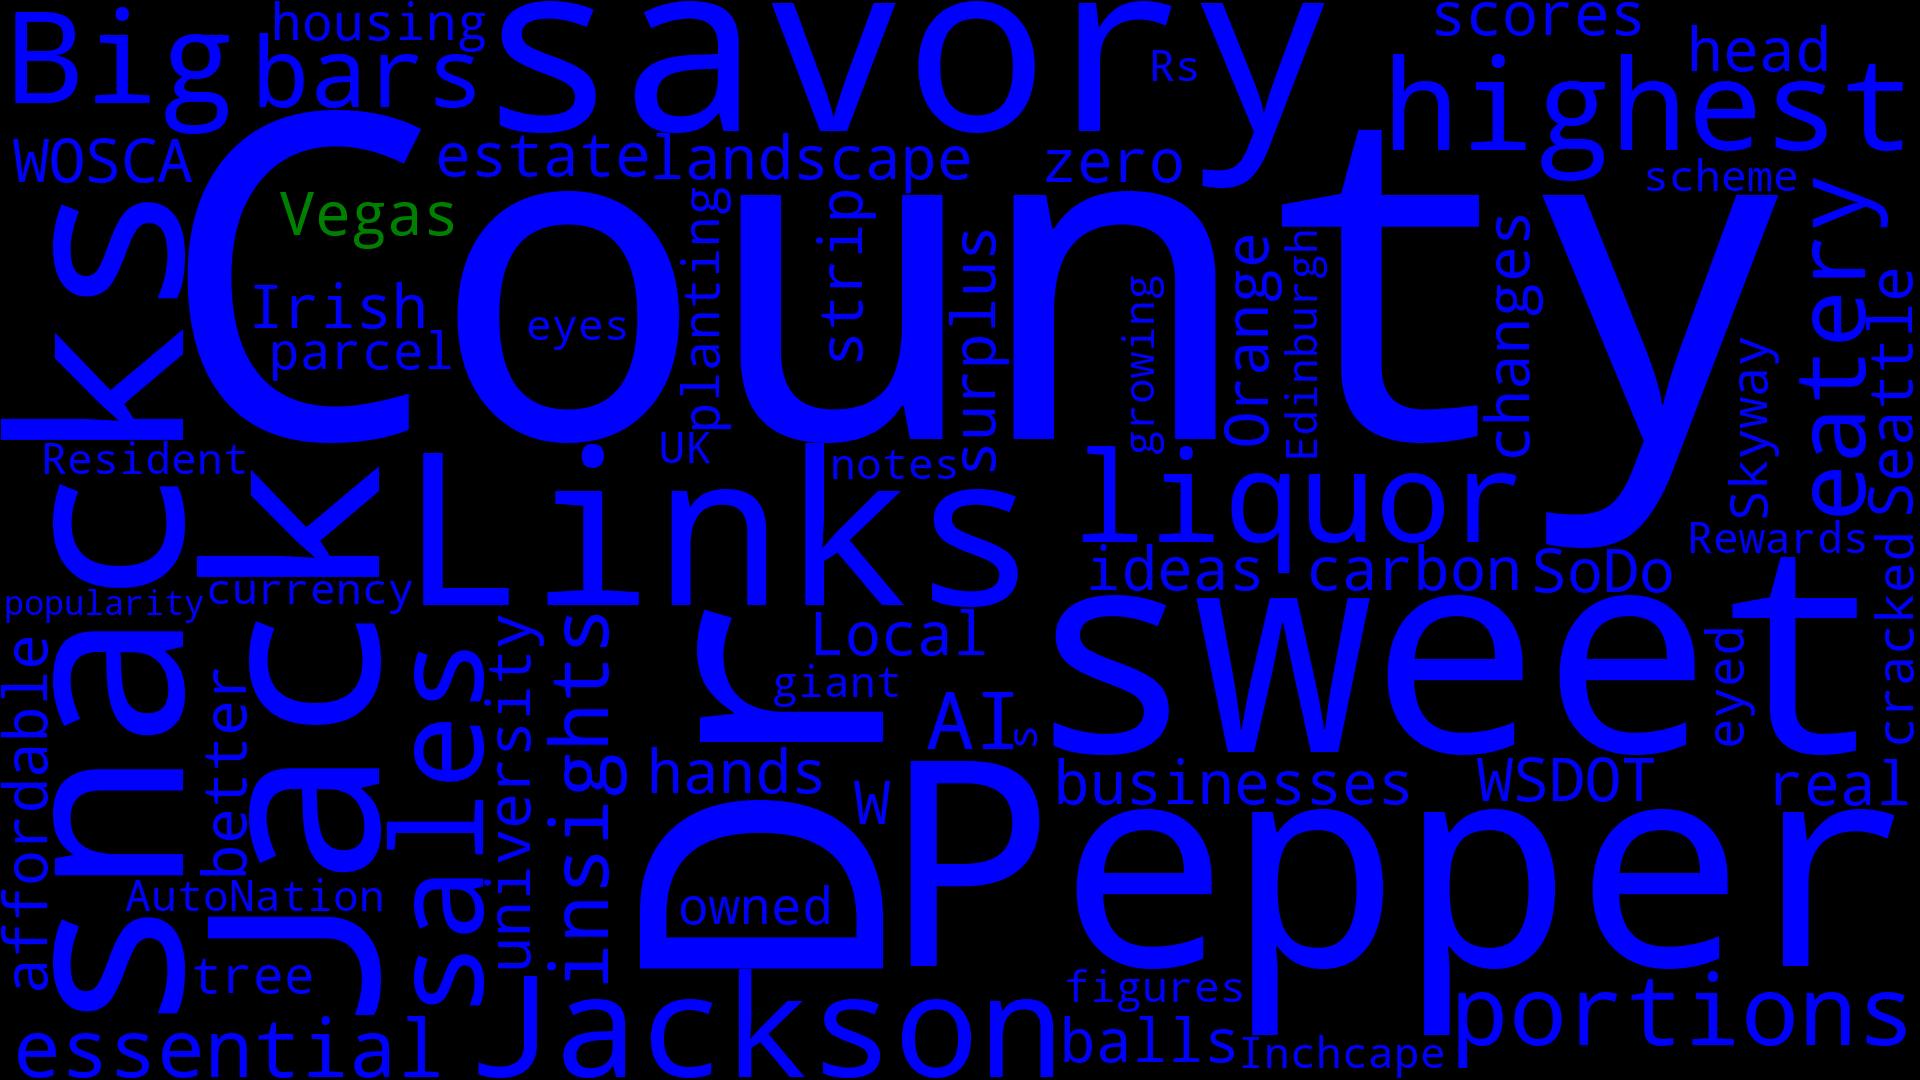 Big
housing
bars
savory
Rs
scores
head
highest
WOSCA
estate
landscape
zero
scheme
County
Vegas
Irish
parcel
eyes
planting
strip
surplus
growing
Orange
Edinburgh
changes
Skyway
eatery
Seattle
snacks
Resident
Jack
Links
UK
notes
liquor
Rewards
ideas
carbon
SoDo
cracked
popularity
currency
affordable
better
sales
university
insights
Local
giant
Dr
AI
s
sweet
eyed
hands
W
businesses
WSDOT
real
Pepper
owned
AutoNation
tree
essential
Jackson
figures
balls
Inchcape
portions